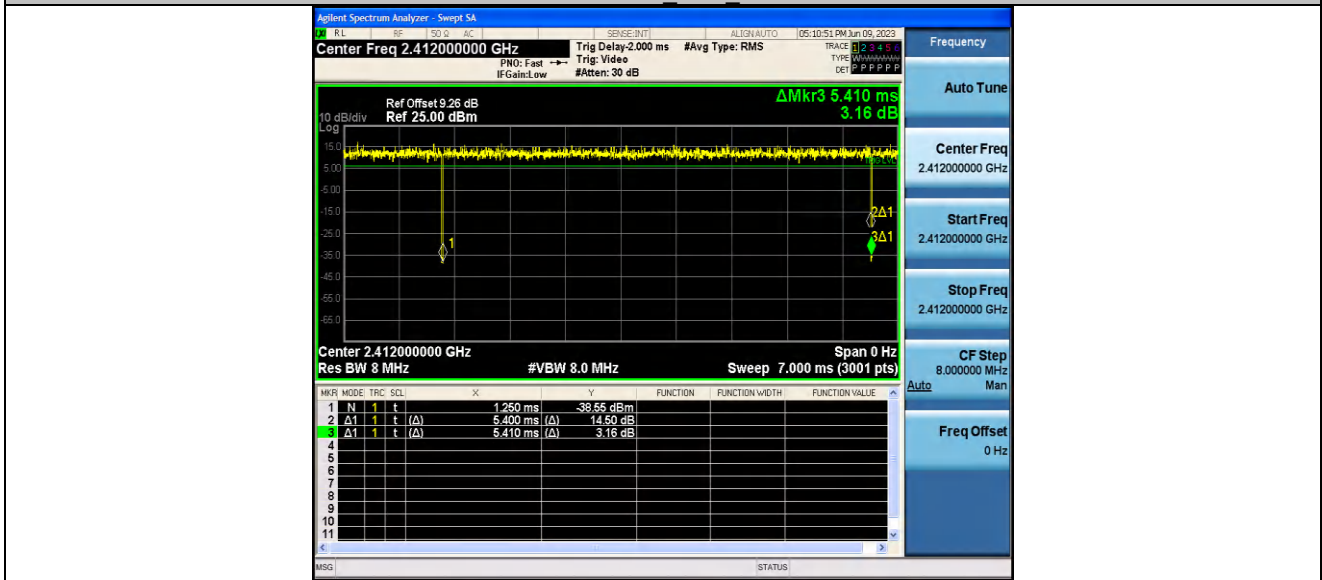 Agilent Spectrum Analyzer - Swept SA
RL RF 50 Ω AC SENSE:INT ALIGN AUTO 05:10:51 PM Jun 09, 2023
Center Freq 2.412000000 GHz
PNO: Fast
IFGain:Low
Trig Delay-2.000 ms
Trig: Video
#Atten: 30 dB
#Avg Type: RMS
TRACE 1 2 3 4 5 6
TYPE
DET P P P P P P
Ref Offset 9.26 dB
10 dB/div Ref 25.00 dBm
Log
ΔMkr3 5.410 ms
3.16 dB
15.0
5.00
-5.00
-15.0
-25.0
-35.0
-45.0
-55.0
-65.0
1
2Δ1
3Δ1
Center 2.412000000 GHz Span 0 Hz
Res BW 8 MHz #VBW 8.0 MHz Sweep 7.000 ms (3001 pts)
MKR MODE TRC SCL X Y FUNCTION FUNCTION WIDTH FUNCTION VALUE
1 N 1 t 1.250 ms -38.55 dBm
2 Δ1 1 t (Δ) 5.400 ms (Δ) 14.50 dB
3 Δ1 1 t (Δ) 5.410 ms (Δ) 3.16 dB
4
5
6
7
8
9
10
11
MSG STATUS
Frequency
Auto Tune
Center Freq
2.412000000 GHz
Start Freq
2.412000000 GHz
Stop Freq
2.412000000 GHz
CF Step
8.000000 MHz
Auto Man
Freq Offset
0 Hz